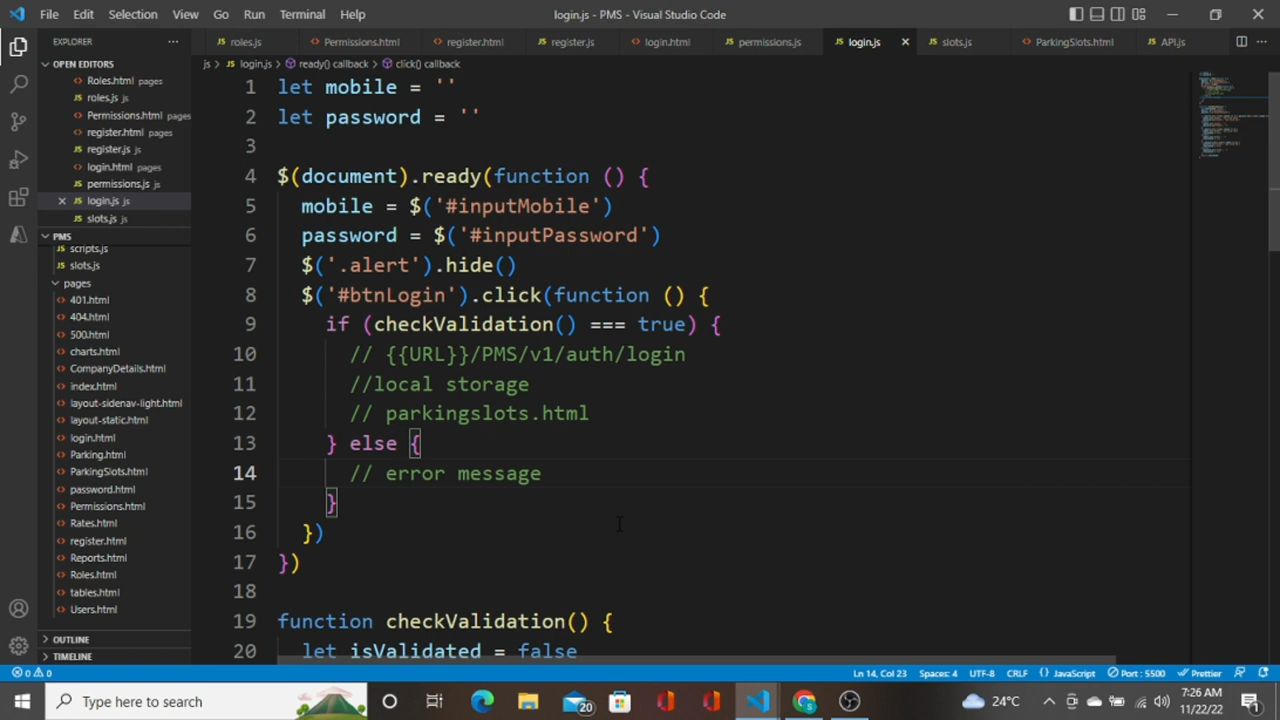 File Edit Selection View Go Run Terminal Help
login.js - PMS - Visual Studio Code
EXPLORER
roles.js Permissions.html register.html register.js login.html permissions.js login.js slots.js ParkingSlots.html API.js
OPEN EDITORS
Roles.html pages
roles.js js
Permissions.html pages
register.html pages
register.js js
login.html pages
permissions.js js
login.js js
slots.js js
PMS
scripts.js
slots.js
pages
401.html
404.html
500.html
charts.html
CompanyDetails.html
index.html
layout-sidenav-light.html
layout-static.html
login.html
Parking.html
ParkingSlots.html
password.html
Permissions.html
Rates.html
register.html
Reports.html
Roles.html
tables.html
Users.html
OUTLINE
TIMELINE
js > login.js > ready() callback > click() callback
1 let mobile = ''
2 let password = ''
3
4 $(document).ready(function () {
5 mobile = $('#inputMobile')
6 password = $('#inputPassword')
7 $('.alert').hide()
8 $('#btnLogin').click(function () {
9 if (checkValidation() === true) {
10 // {{URL}}/PMS/v1/auth/login
11 //local storage
12 // parkingslots.html
13 } else {
14 // error message
15 }
16 })
17 })
18
19 function checkValidation() {
20 let isValidated = false
0 0 Ln 14, Col 23 Spaces: 4 UTF-8 CRLF {} JavaScript Port : 5500 Prettier
Type here to search
20
24°C
7:26 AM
11/22/22
1